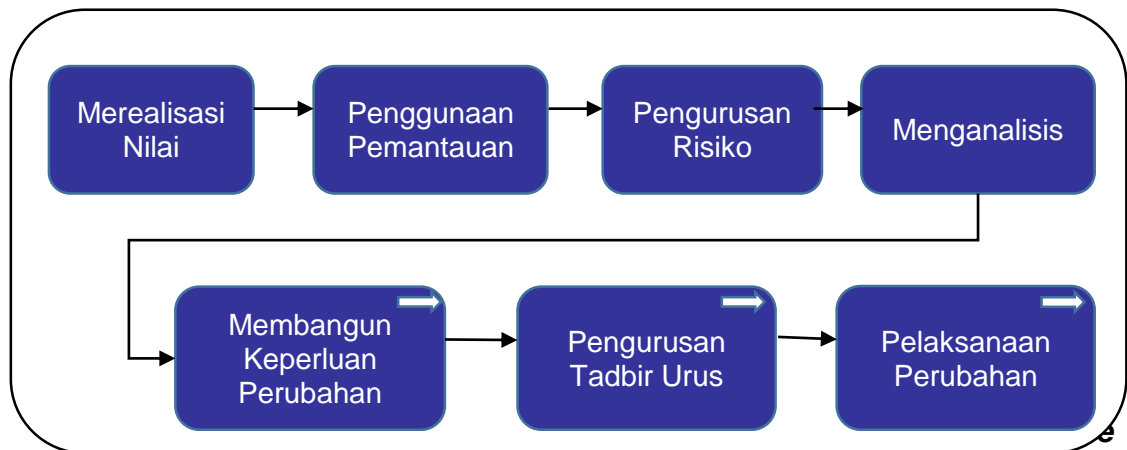 Merealisasi
Nilai
Penggunaan
Pemantauan
Pengurusan
Risiko
Menganalisis
Membangun
Keperluan
Perubahan
Pengurusan
Tadbir Urus
Pelaksanaan
Perubahan
e